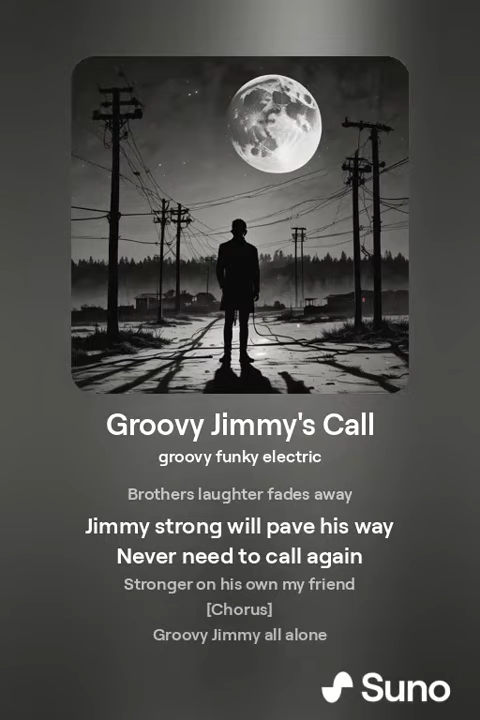 Groovy Jimmy's Call
groovy funky electric
Brothers laughter fades away
Jimmy strong will pave his way
Never need to call again
Stronger on his own my friend
[Chorus]
Groovy Jimmy all alone
Suno